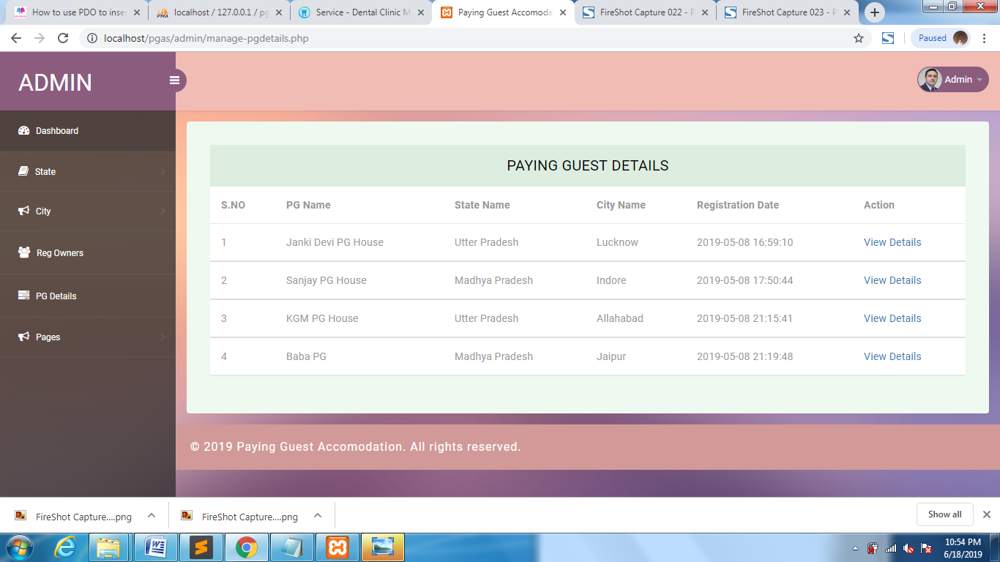 How to use PDO to inser
localhost / 127.0.0.1 / pg
Service - Dental Clinic M
Paying Guest Accomoda
FireShot Capture 022 - P
FireShot Capture 023 - P
localhost/pgas/admin/manage-pgdetails.php
Paused
ADMIN
Admin
Dashboard
State
City
Reg Owners
PG Details
Pages
PAYING GUEST DETAILS
S.NO PG Name State Name City Name Registration Date Action
1 Janki Devi PG House Utter Pradesh Lucknow 2019-05-08 16:59:10 View Details
2 Sanjay PG House Madhya Pradesh Indore 2019-05-08 17:50:44 View Details
3 KGM PG House Utter Pradesh Allahabad 2019-05-08 21:15:41 View Details
4 Baba PG Madhya Pradesh Jaipur 2019-05-08 21:19:48 View Details
© 2019 Paying Guest Accomodation. All rights reserved.
FireShot Capture....png
FireShot Capture....png
Show all
10:54 PM
6/18/2019